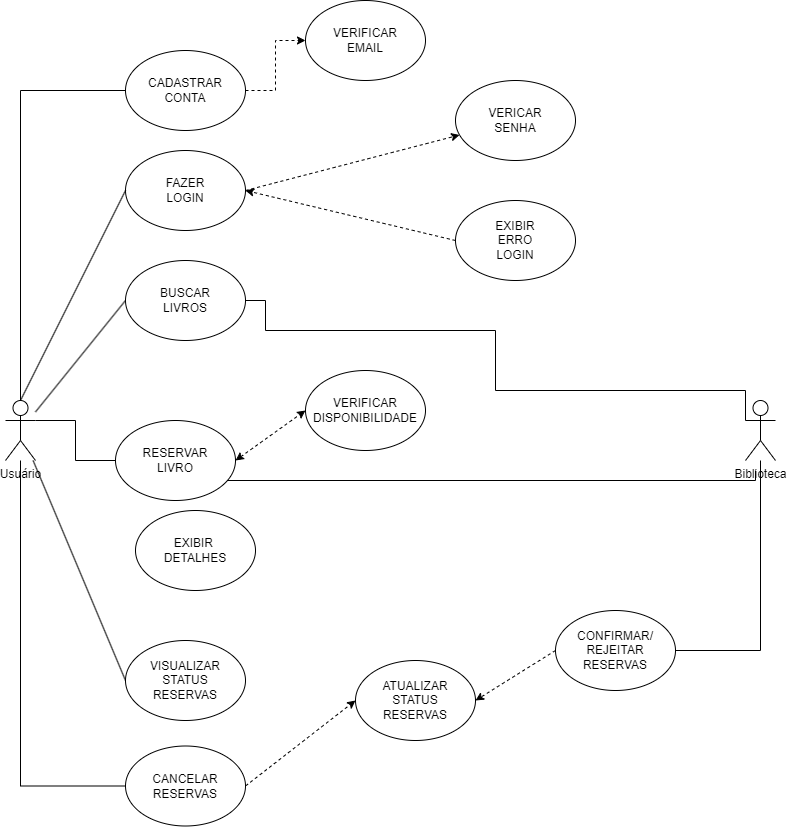 VERIFICAR
EMAIL
CADASTRAR
CONTA
VERICAR
SENHA
FAZER
LOGIN
EXIBIR
ERRO
LOGIN
BUSCAR
LIVROS
VERIFICAR
DISPONIBILIDADE
RESERVAR
LIVRO
Usuário
Biblioteca
EXIBIR
DETALHES
CONFIRMAR/
REJEITAR
RESERVAS
VISUALIZAR
STATUS
RESERVAS
ATUALIZAR
STATUS
RESERVAS
CANCELAR
RESERVAS